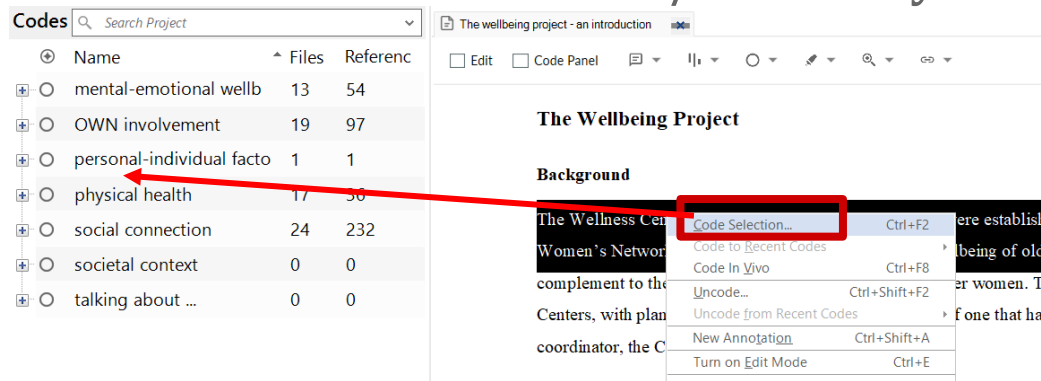 Codes Search Project
Name Files Referenc
mental-emotional wellb 13 54
OWN involvement 19 97
personal-individual facto 1 1
physical health 17 56
social connection 24 232
societal context 0 0
talking about ... 0 0
The wellbeing project - an introduction
Edit Code Panel
The Wellbeing Project
Background
The Wellness Cen ere establish
Women's Networ lbeing of old
complement to the er women. T
Centers, with plan f one that ha
coordinator, the C
Code Selection... Ctrl+F2
Code to Recent Codes
Code In Vivo Ctrl+F8
Uncode... Ctrl+Shift+F2
Uncode from Recent Codes
New Annotation Ctrl+Shift+A
Turn on Edit Mode Ctrl+E